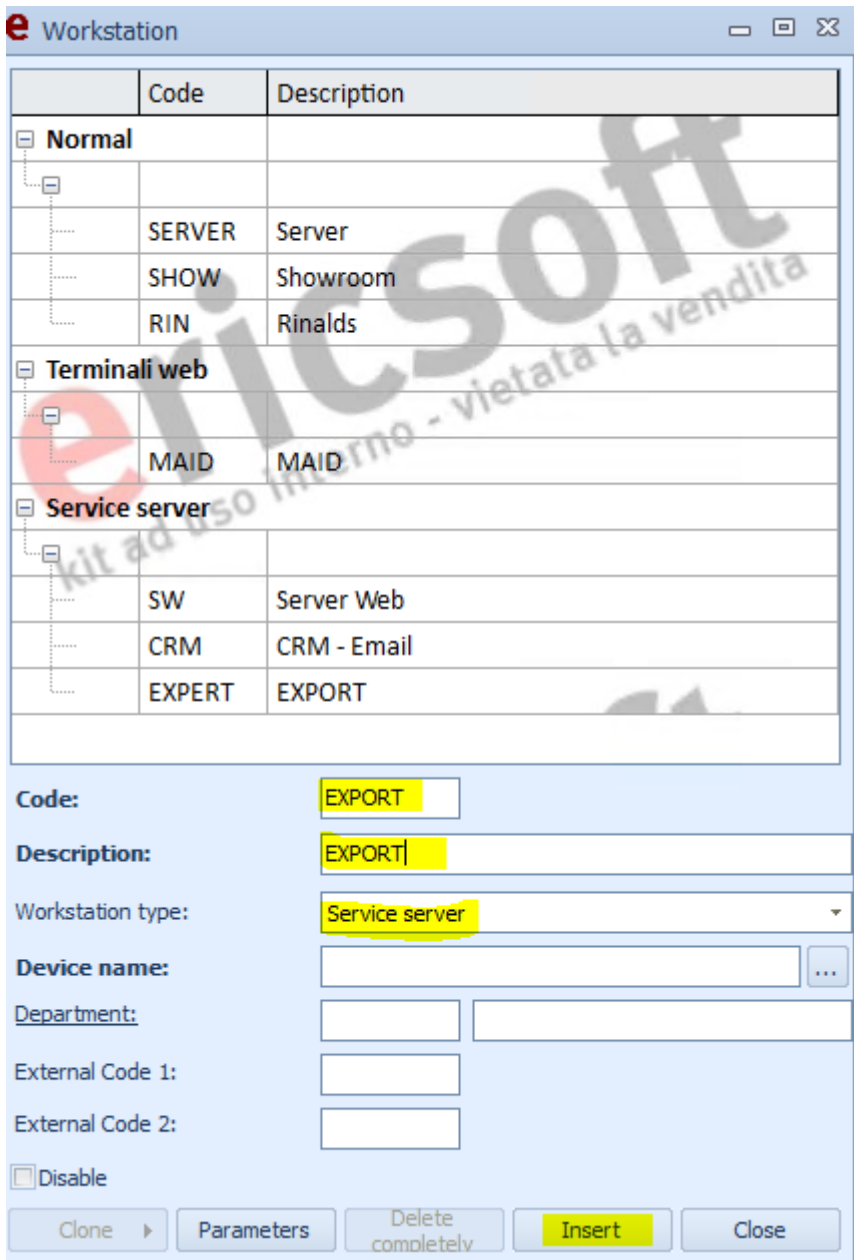 e Workstation
Code Description
Normal
SERVER Server
SHOW Showroom
RIN Rinalds
Terminali web
MAID MAID
Service server
SW Server Web
CRM CRM - Email
EXPERT EXPORT
ericsoft
kit ad uso interno - vietata la vendita
Code: EXPORT
Description: EXPORT
Workstation type: Service server
Device name: ...
Department:
External Code 1:
External Code 2:
Disable
Clone Parameters Delete completely Insert Close